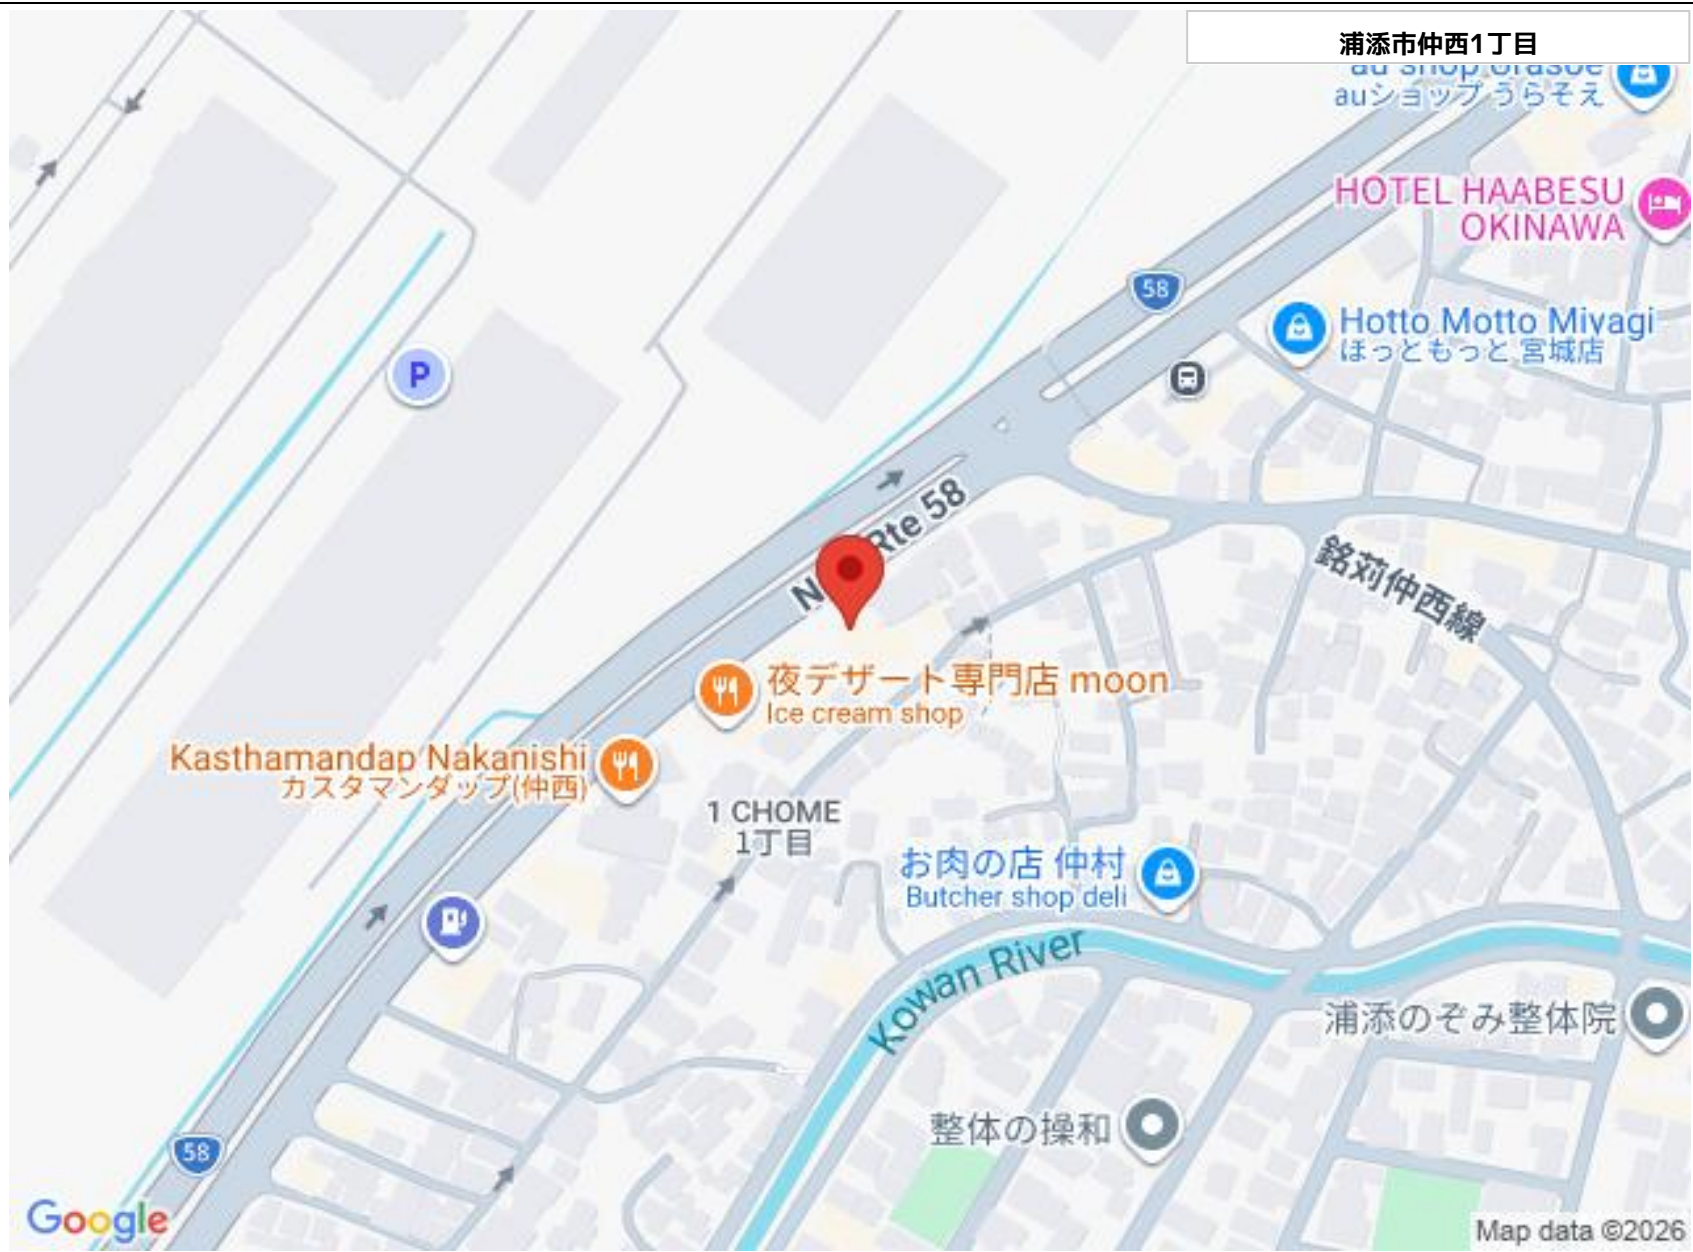 浦添市仲西1丁目
au shop Urasoe
auショップ うらそえ
HOTEL HAABESU
OKINAWA
58
Hotto Motto Miyagi
ほっともっと 宮城店
P
Rte 58
銘苅仲西線
夜デザート専門店 moon
Ice cream shop
Kasthamandap Nakanishi
カスタマンダップ(仲西)
1 CHOME
1丁目
お肉の店 仲村
Butcher shop deli
Kowan River
浦添のぞみ整体院
整体の操和
58
Google
Map data ©2026